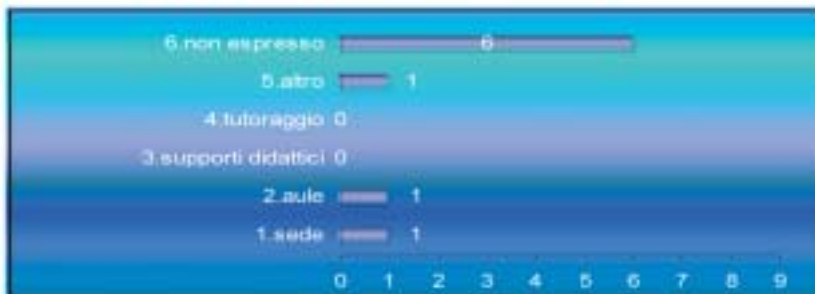 6.non espresso 6
5.altro 1
4.tutoraggio 0
3.supporti didattici 0
2.aule 1
1.sede 1
0 1 2 3 4 5 6 7 8 9